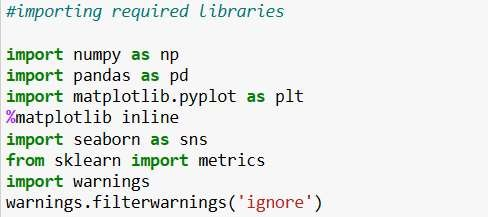 #importing required libraries
import numpy as np
import pandas as pd
import matplotlib.pyplot as plt
%matplotlib inline
import seaborn as sns
from sklearn import metrics
import warnings
warnings.filterwarnings('ignore')